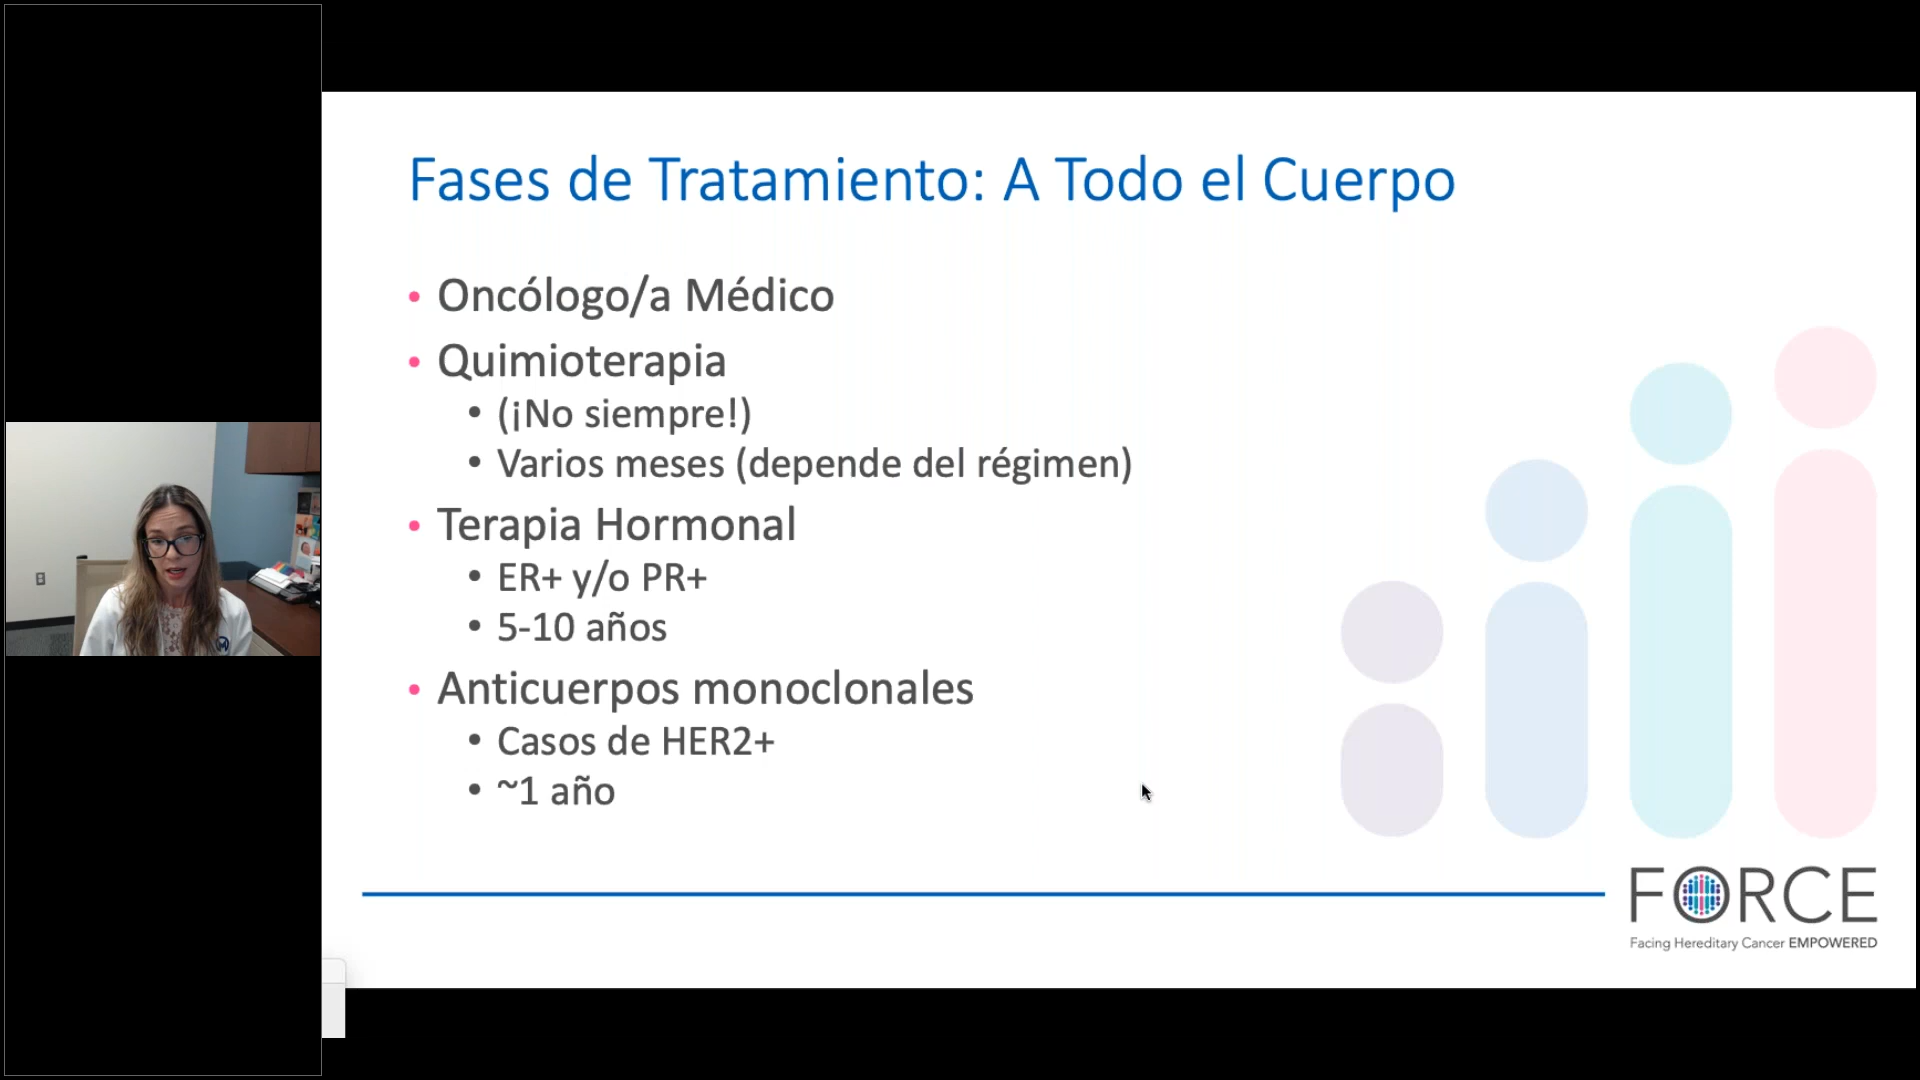 Fases de Tratamiento: A Todo el Cuerpo
• Oncólogo/a Médico
• Quimioterapia
• (¡No siempre!)
• Varios meses (depende del régimen)
• Terapia Hormonal
• ER+ y/o PR+
• 5-10 años
• Anticuerpos monoclonales
• Casos de HER2+
• ~1 año
FORCE
Facing Hereditary Cancer EMPOWERED